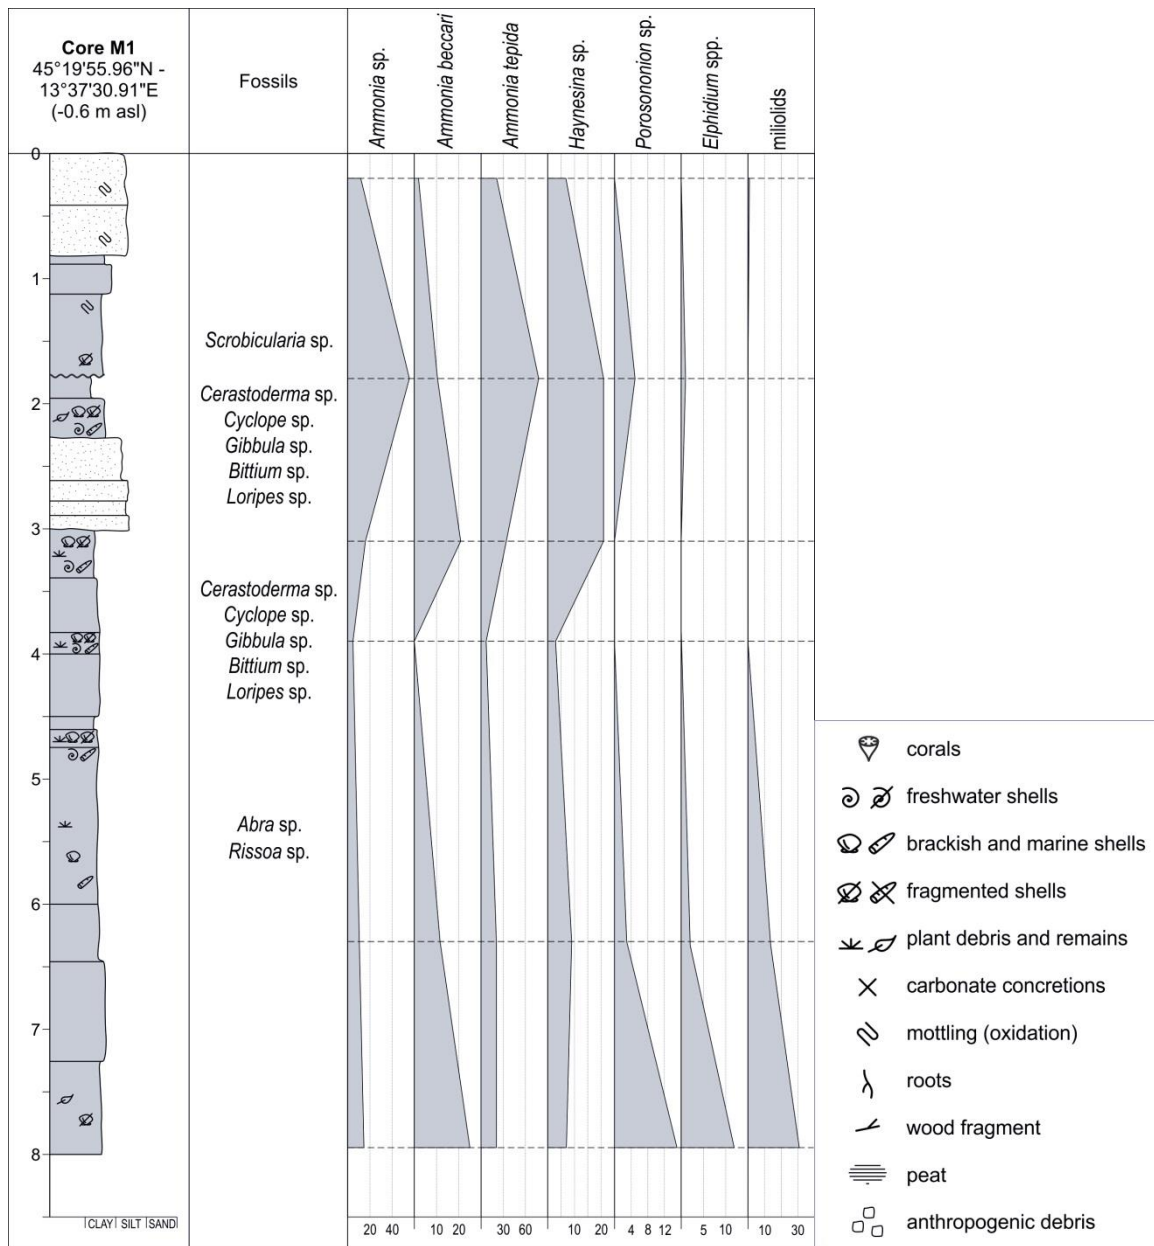 Core M1
45°19'55.96"N -
13°37'30.91"E
(-0.6 m asl)
Fossils
Ammonia sp.
Ammonia beccari
Ammonia tepida
Haynesina sp.
Porosononion sp.
Elphidium spp.
miliolids
0
1
Scrobicularia sp.
Cerastoderma sp.
2
Cyclope sp.
Gibbula sp.
Bittium sp.
Loripes sp.
3
Cerastoderma sp.
Cyclope sp.
Gibbula sp.
4
Bittium sp.
Loripes sp.
5
Abra sp.
Rissoa sp.
6
7
8
CLAY SILT SAND
20 40 10 20 30 60 10 20 4 8 12 5 10 10 30
corals
freshwater shells
brackish and marine shells
fragmented shells
plant debris and remains
carbonate concretions
mottling (oxidation)
roots
wood fragment
peat
anthropogenic debris